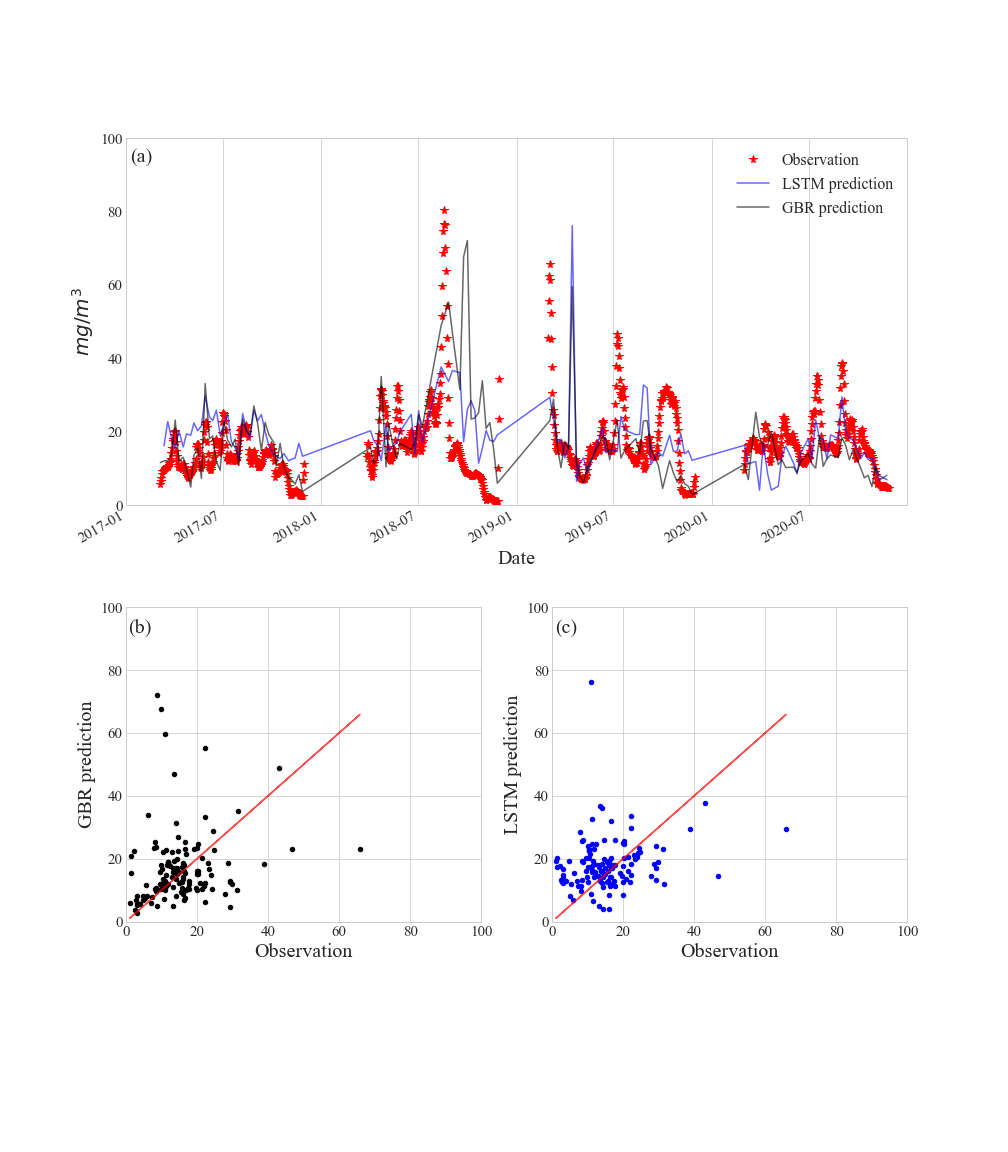 (a)
Observation
LSTM prediction
GBR prediction
100
80
60
40
20
0
mg/m³
2017-01
2017-07
2018-01
2018-07
2019-01
2019-07
2020-01
2020-07
Date
(b)
100
80
60
40
20
0
GBR prediction
0 20 40 60 80 100
Observation
(c)
100
80
60
40
20
0
LSTM prediction
0 20 40 60 80 100
Observation